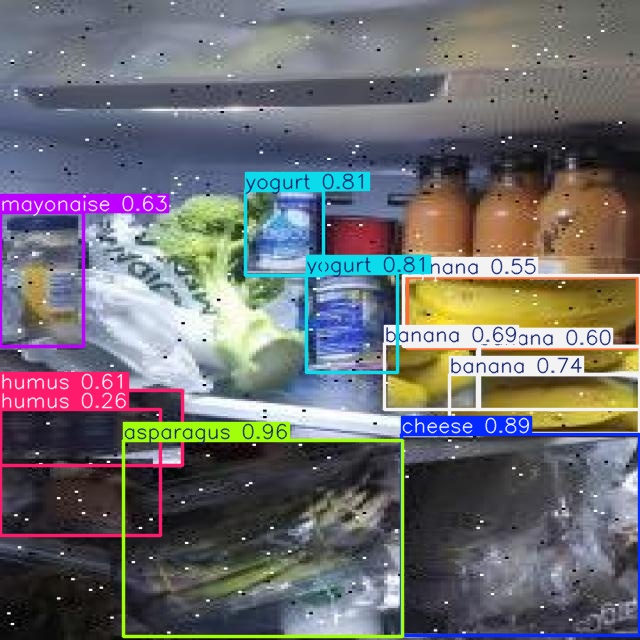 yogurt 0.81
mayonaise 0.63
yogurt 0.81
nana 0.55
banana 0.69
ana 0.60
banana 0.74
humus 0.61
humus 0.26
asparagus 0.96
cheese 0.89